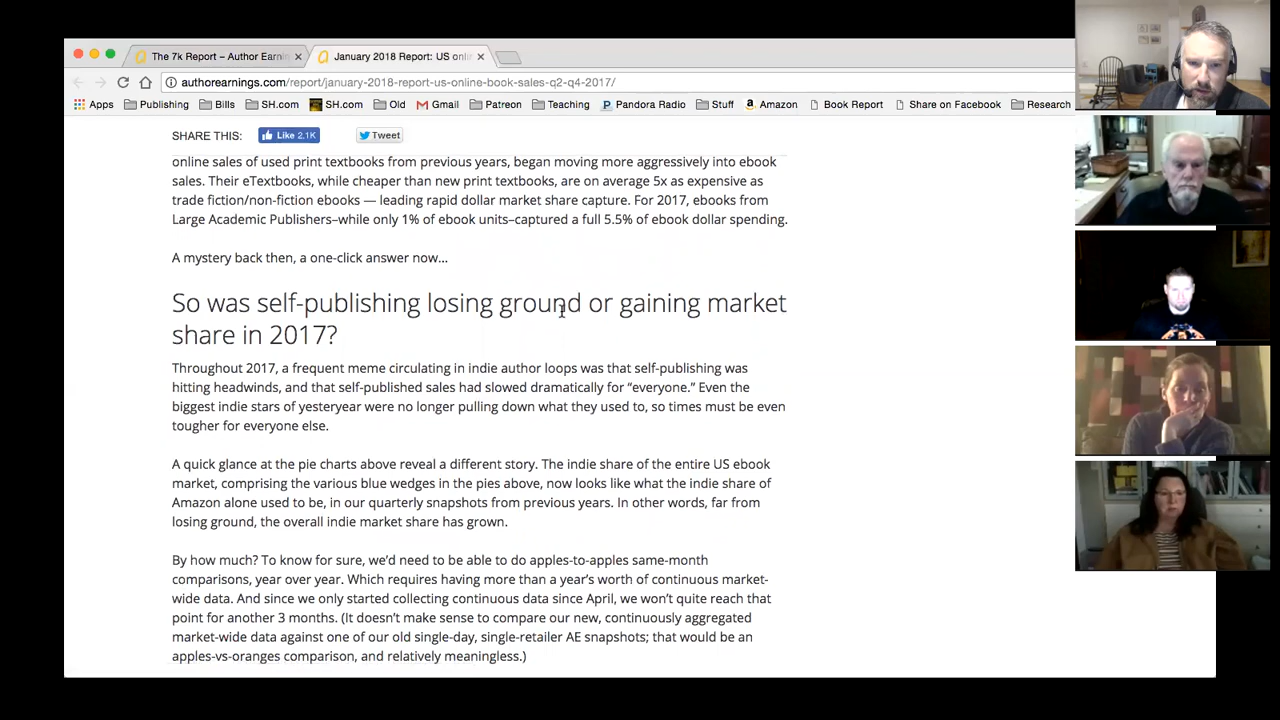 The 7k Report – Author Earnin
January 2018 Report: US onlin
authorearnings.com/report/january-2018-report-us-online-book-sales-q2-q4-2017/
Apps Publishing Bills SH.com SH.com Old Gmail Patreon Teaching Pandora Radio Stuff Amazon Book Report Share on Facebook Research
SHARE THIS: Like 2.1K Tweet
online sales of used print textbooks from previous years, began moving more aggressively into ebook
sales. Their eTextbooks, while cheaper than new print textbooks, are on average 5x as expensive as
trade fiction/non-fiction ebooks — leading rapid dollar market share capture. For 2017, ebooks from
Large Academic Publishers–while only 1% of ebook units–captured a full 5.5% of ebook dollar spending.
A mystery back then, a one-click answer now...
So was self-publishing losing ground or gaining market
share in 2017?
Throughout 2017, a frequent meme circulating in indie author loops was that self-publishing was
hitting headwinds, and that self-published sales had slowed dramatically for “everyone.” Even the
biggest indie stars of yesteryear were no longer pulling down what they used to, so times must be even
tougher for everyone else.
A quick glance at the pie charts above reveal a different story. The indie share of the entire US ebook
market, comprising the various blue wedges in the pies above, now looks like what the indie share of
Amazon alone used to be, in our quarterly snapshots from previous years. In other words, far from
losing ground, the overall indie market share has grown.
By how much? To know for sure, we’d need to be able to do apples-to-apples same-month
comparisons, year over year. Which requires having more than a year’s worth of continuous market-
wide data. And since we only started collecting continuous data since April, we won’t quite reach that
point for another 3 months. (It doesn’t make sense to compare our new, continuously aggregated
market-wide data against one of our old single-day, single-retailer AE snapshots; that would be an
apples-vs-oranges comparison, and relatively meaningless.)